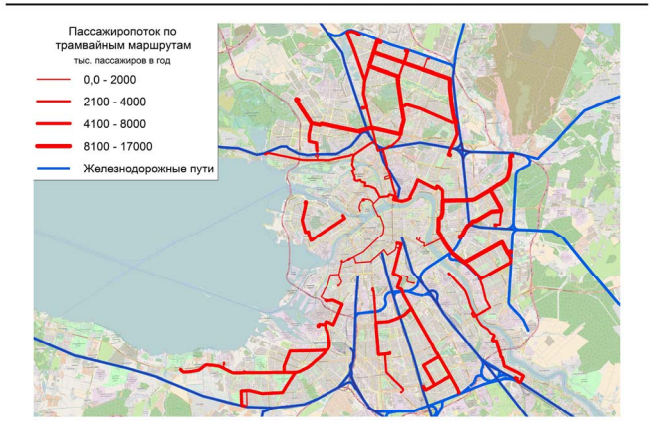 Пассажиропоток по
трамвайным маршрутам
тыс. пассажиров в год
0,0 - 2000
2100 - 4000
4100 - 8000
8100 - 17000
Железнодорожные пути